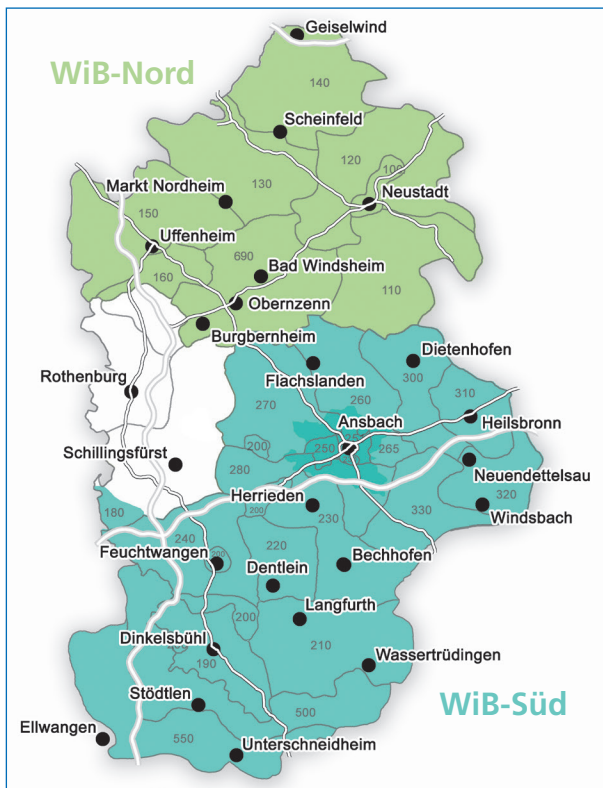 Geiselwind
WiB-Nord
140
Scheinfeld
120
100
Markt Nordheim
130
Neustadt
150
Uffenheim
690
160
Bad Windsheim
110
Obernzenn
Burgbernheim
Dietenhofen
Flachslanden
300
Rothenburg
260
310
270
Ansbach
Heilsbronn
200
250
265
Schillingsfürst
280
Neuendettelsau
Herrieden
320
180
200
230
330
Windsbach
240
Feuchtwangen
220
200
Bechhofen
Dentlein
200
Langfurth
Dinkelsbühl
210
190
Wassertrüdingen
Stödtlen
500
WiB-Süd
Ellwangen
550
Unterschneidheim